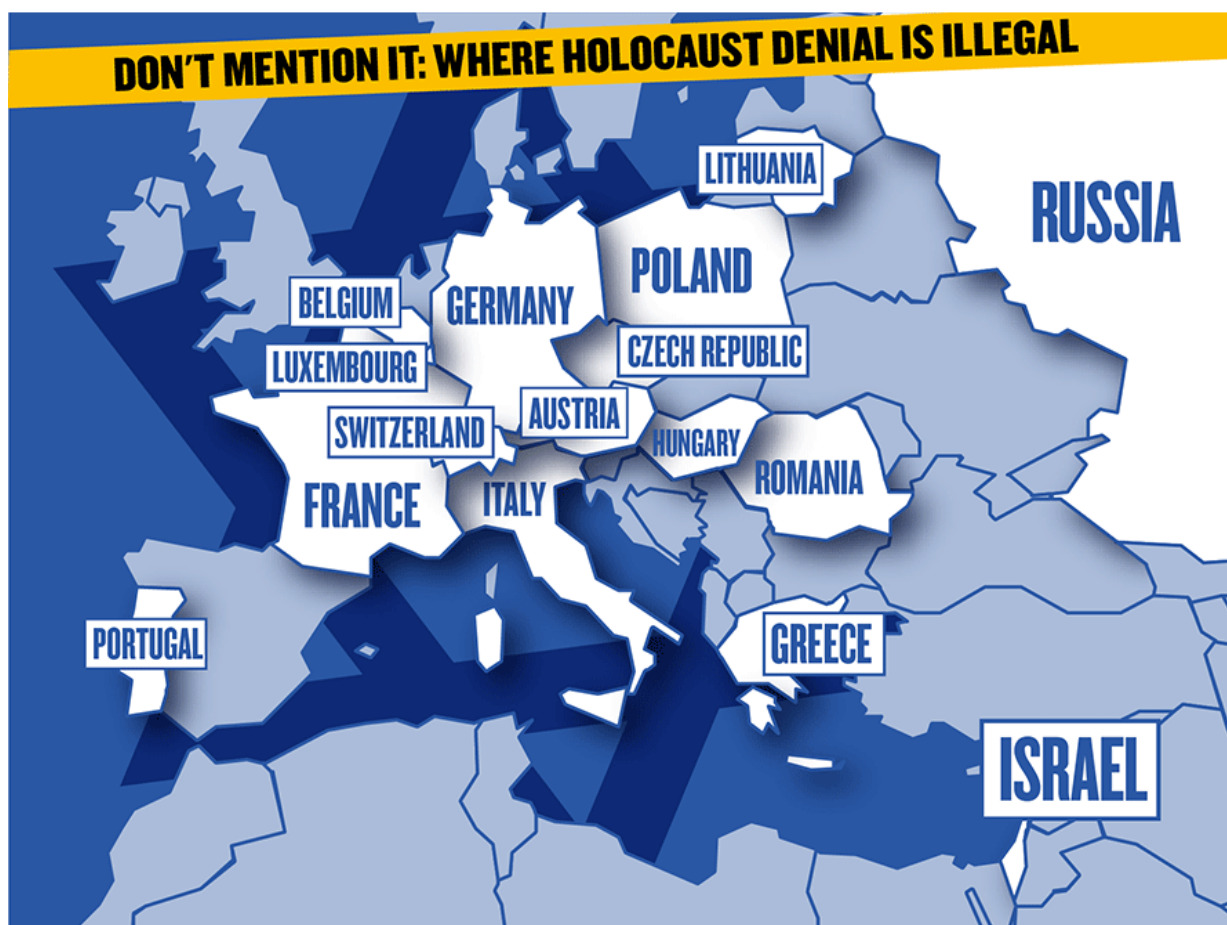 DON'T MENTION IT: WHERE HOLOCAUST DENIAL IS ILLEGAL
LITHUANIA
RUSSIA
POLAND
BELGIUM
GERMANY
CZECH REPUBLIC
LUXEMBOURG
AUSTRIA
SWITZERLAND
HUNGARY
ROMANIA
ITALY
FRANCE
PORTUGAL
GREECE
ISRAEL